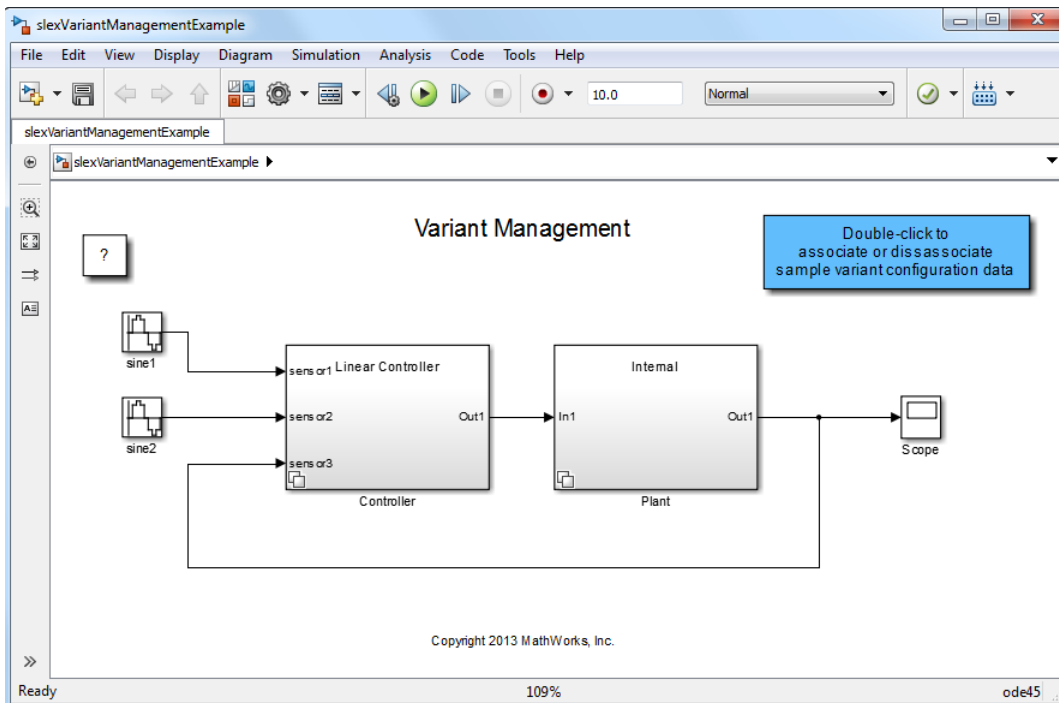 slexVariantManagementExample
File Edit View Display Diagram Simulation Analysis Code Tools Help
10.0
Normal
slexVariantManagementExample
slexVariantManagementExample
Variant Management
?
Double-click to
associate or dissassociate
sample variant configuration data
sine1
sensor1
Linear Controller
Internal
sensor2
Out1
In1
Out1
sine2
Scope
sensor3
Controller
Plant
Copyright 2013 MathWorks, Inc.
Ready
109%
ode45